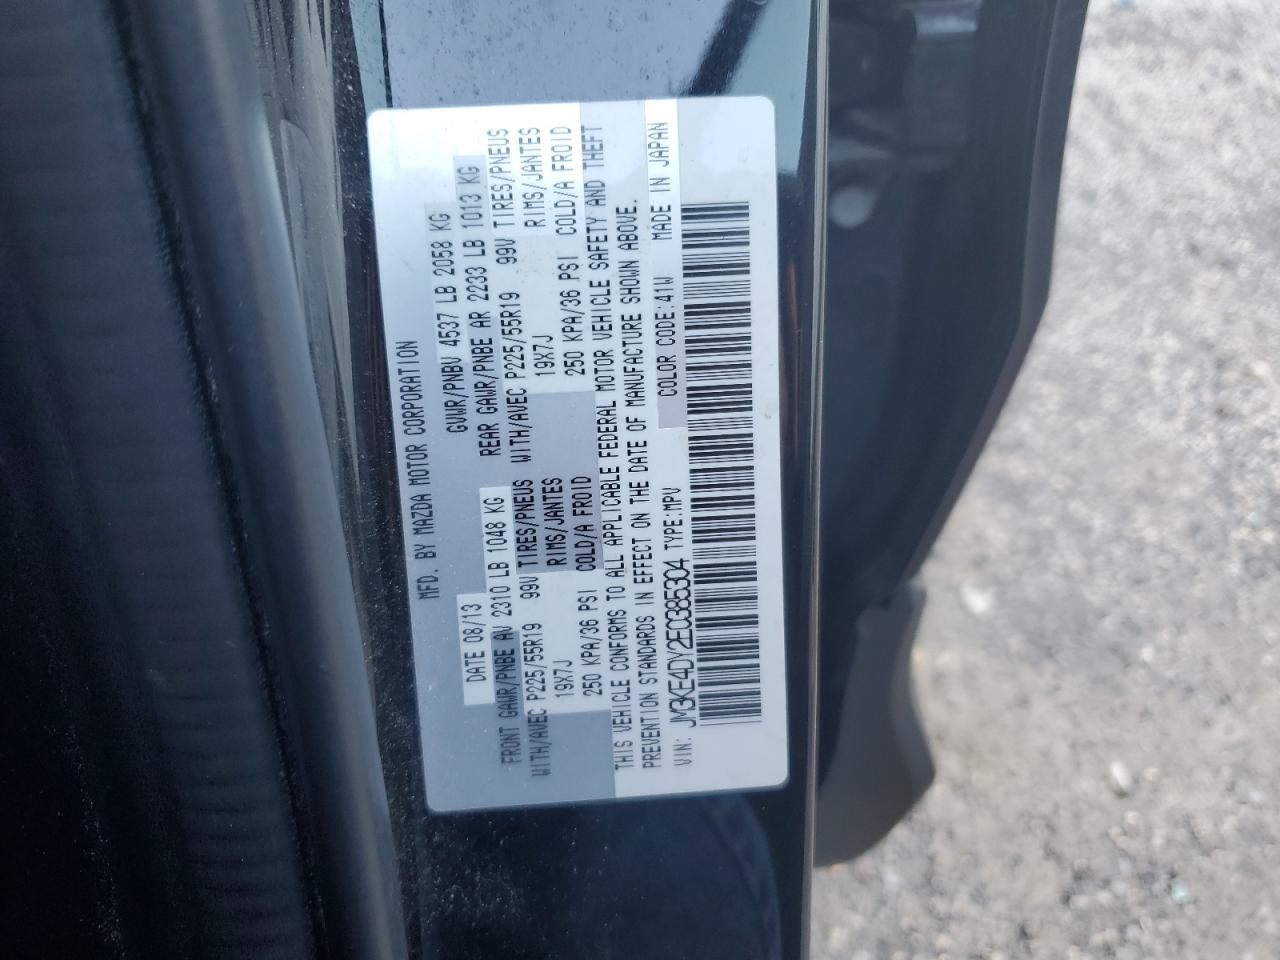 MFD. BY MAZDA MOTOR CORPORATION
DATE 08/13 GVWR/PNBV 4537 LB 2058 KG
FRONT GAWR/PNBE AV 2310 LB 1048 KG REAR GAWR/PNBE AR 2233 LB 1013 KG
WITH/AVEC P225/55R19 99V TIRES/PNEUS WITH/AVEC P225/55R19 99V TIRES/PNEUS
19X7J RIMS/JANTES 19X7J RIMS/JANTES
250 KPA/36 PSI COLD/A FROID 250 KPA/36 PSI COLD/A FROID
THIS VEHICLE CONFORMS TO ALL APPLICABLE FEDERAL MOTOR VEHICLE SAFETY AND THEFT
PREVENTION STANDARDS IN EFFECT ON THE DATE OF MANUFACTURE SHOWN ABOVE.
VIN: JM3KE4DY2E0385304 TYPE:MPV COLOR CODE:41W MADE IN JAPAN